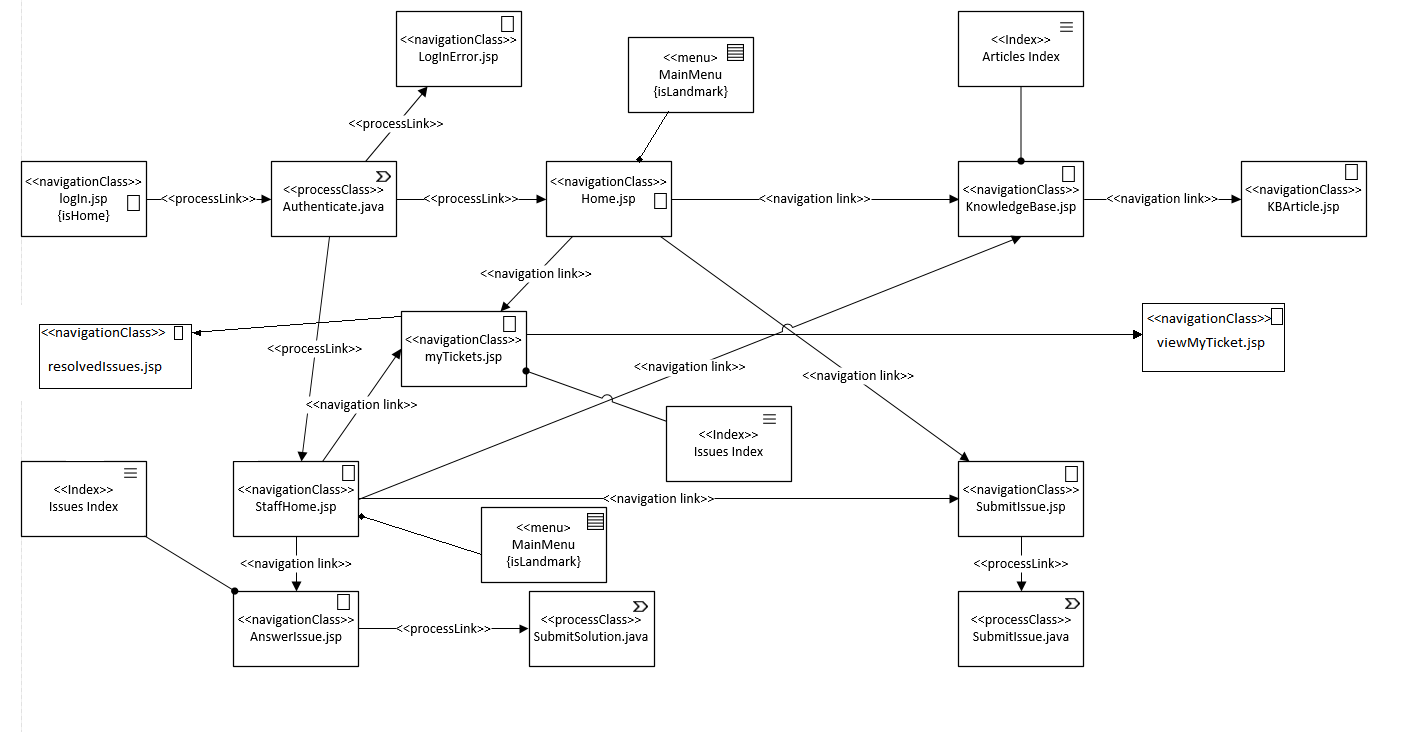 <<navigationClass>>
LogInError.jsp
<<menu>
MainMenu
{isLandmark}
<<Index>>
Articles Index
<<processLink>>
<<navigationClass>>
logIn.jsp
{isHome}
<<processLink>>
<<processClass>>
Authenticate.java
<<processLink>>
<<navigationClass>>
Home.jsp
<<navigation link>>
<<navigationClass>>
KnowledgeBase.jsp
<<navigation link>>
<<navigationClass>>
KBArticle.jsp
<<navigation link>>
<<navigationClass>>
resolvedIssues.jsp
<<processLink>>
<<navigationClass>>
myTickets.jsp
<<navigationClass>>
viewMyTicket.jsp
<<navigation link>>
<<navigation link>>
<<navigation link>>
<<Index>>
Issues Index
<<Index>>
Issues Index
<<navigationClass>>
StaffHome.jsp
<<navigation link>>
<<navigationClass>>
SubmitIssue.jsp
<<menu>
MainMenu
{isLandmark}
<<navigation link>>
<<processLink>>
<<navigationClass>>
AnswerIssue.jsp
<<processLink>>
<<processClass>>
SubmitSolution.java
<<processClass>>
SubmitIssue.java